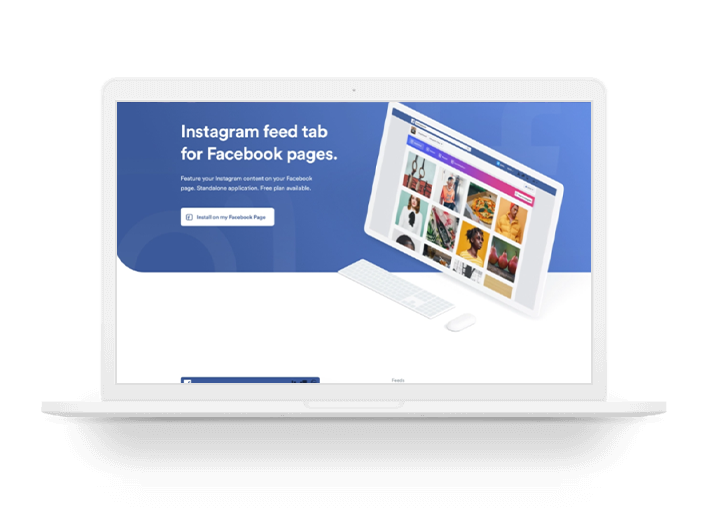 Instagram feed tab
for Facebook pages.
Feature your Instagram content on your Facebook
page. Standalone application. Free plan available.
Install on my Facebook Page
Feeds